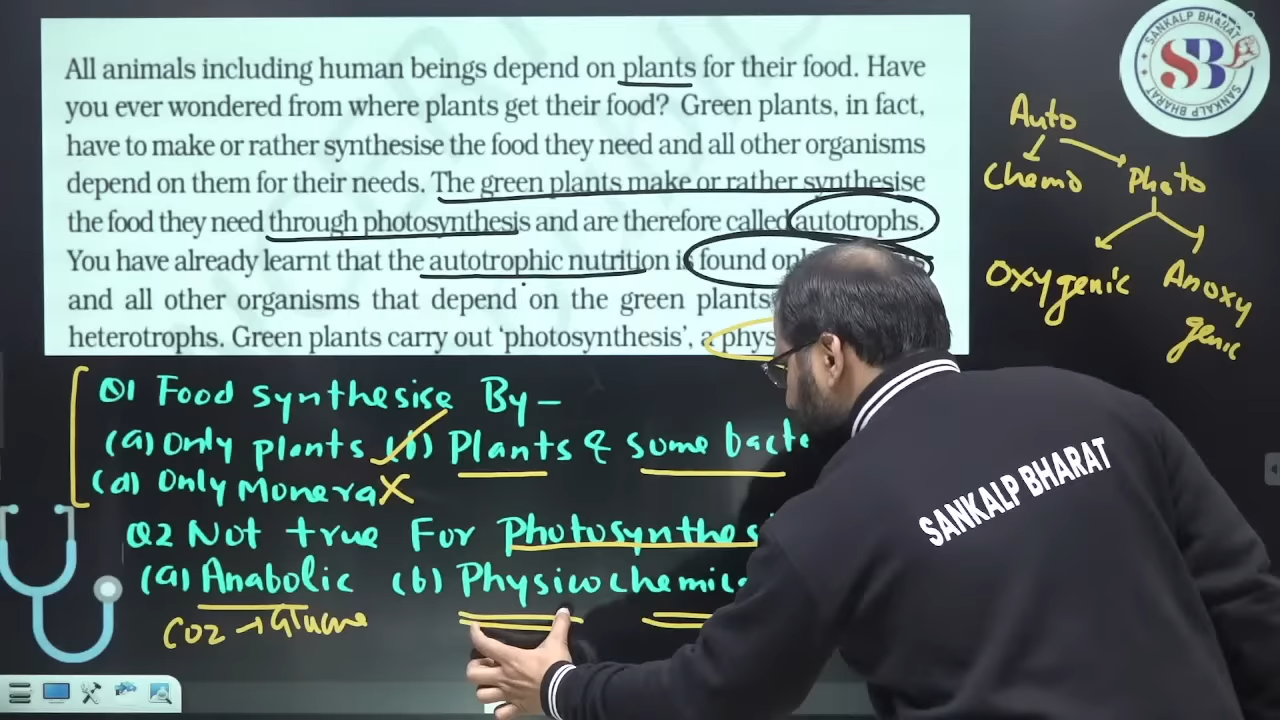 All animals including human beings depend on plants for their food. Have
you ever wondered from where plants get their food? Green plants, in fact,
have to make or rather synthesise the food they need and all other organisms
depend on them for their needs. The green plants make or rather synthesise
the food they need through photosynthesis and are therefore called autotrophs.
You have already learnt that the autotrophic nutrition is found
and all other organisms that depend on the green plants
heterotrophs. Green plants carry out ‘photosynthesis’, a
Q1 Food synthesise By -
(a) Only plants (b) Plants & Some
(d) Only Monera
Q2 Not true For
(a) Anabolic (b)
CO2 →
Auto
Chemo Photo
Oxygenic Anoxy
genic
SANKALP BHARAT
SB
SANKALP BHARAT
SANKALP BHARAT